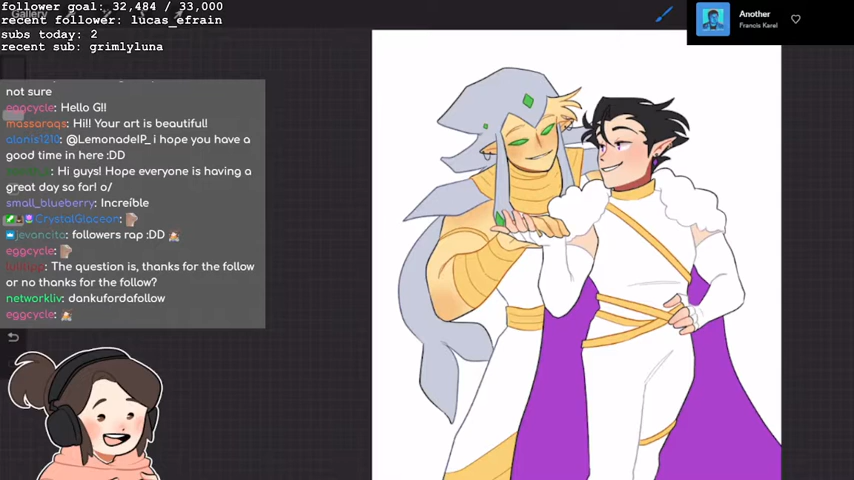 follower goal: 32,484 / 33,000
Gallery
recent follower: lucas_efrain
subs today: 2
recent sub: grimlyluna
Another
Francis Karel
not sure
eggcycle: Hello G!!
massaraqs: Hi!! Your art is beautiful!
alanis1210: @LemonadeIP_ i hope you have a
good time in here :DD
Hi guys! Hope everyone is having a
great day so far! o/
small_blueberry: Increíble
CrystalGlaceon:
jevancita: followers rap :DD
eggcycle:
The question is, thanks for the follow
or no thanks for the follow?
networkliv: dankufordafollow
eggcycle: